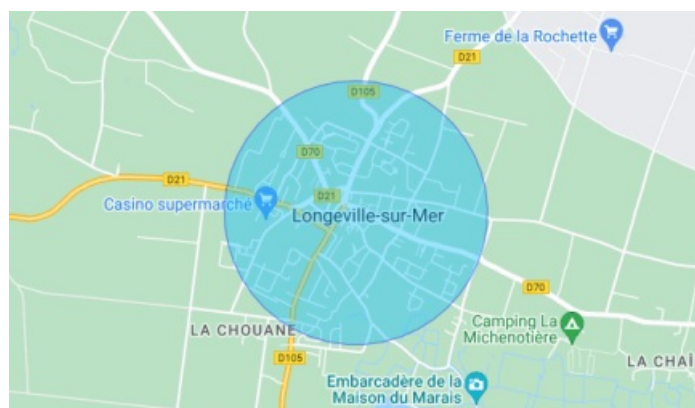 Ferme de la Rochette
D21
D105
D70
D21
D21
Casino supermarché
Longeville-sur-Mer
D70
LA CHOUANE
Camping La
Michenotière
D105
LA CHAÎ
Embarcadère de la
Maison du Marais